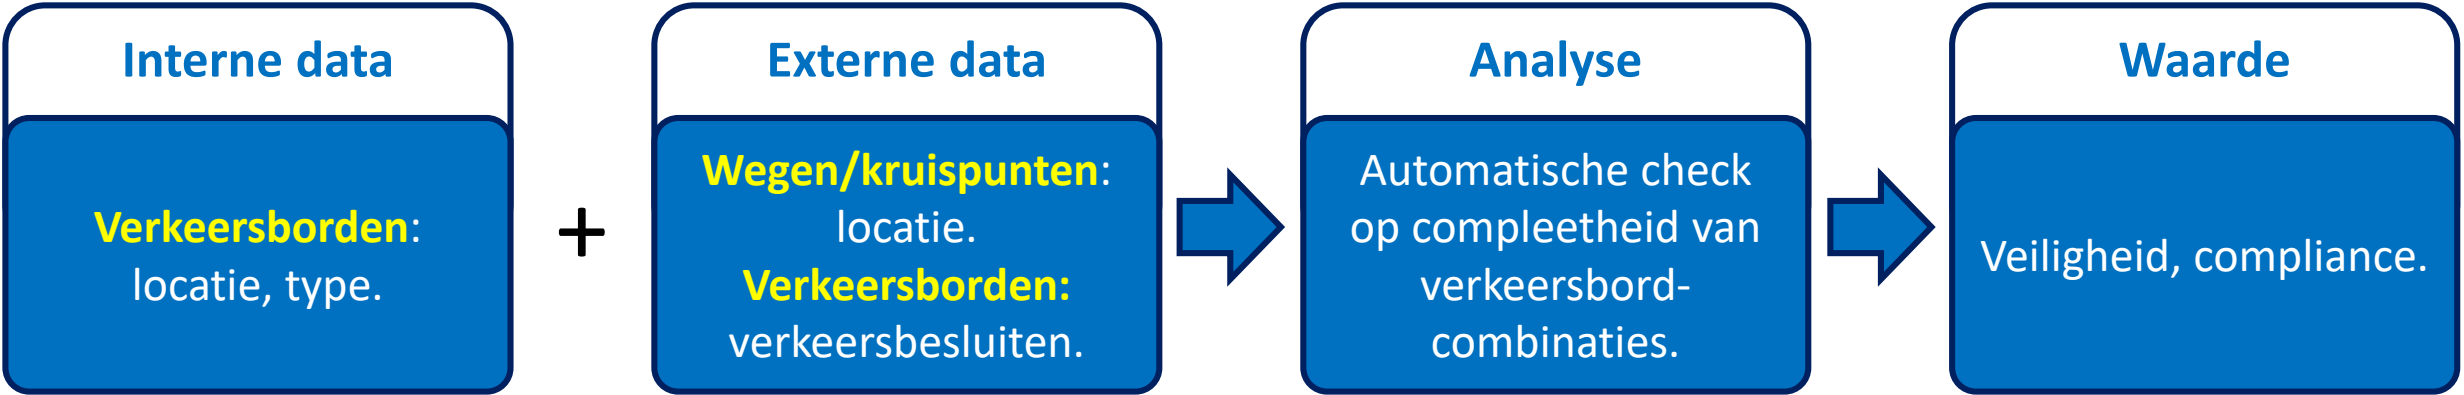 Interne data
Verkeersborden:
locatie, type.
+
Externe data
Wegen/kruispunten:
locatie.
Verkeersborden:
verkeersbesluiten.
Analyse
Automatische check
op compleetheid van
verkeersbord-
combinaties.
Waarde
Veiligheid, compliance.